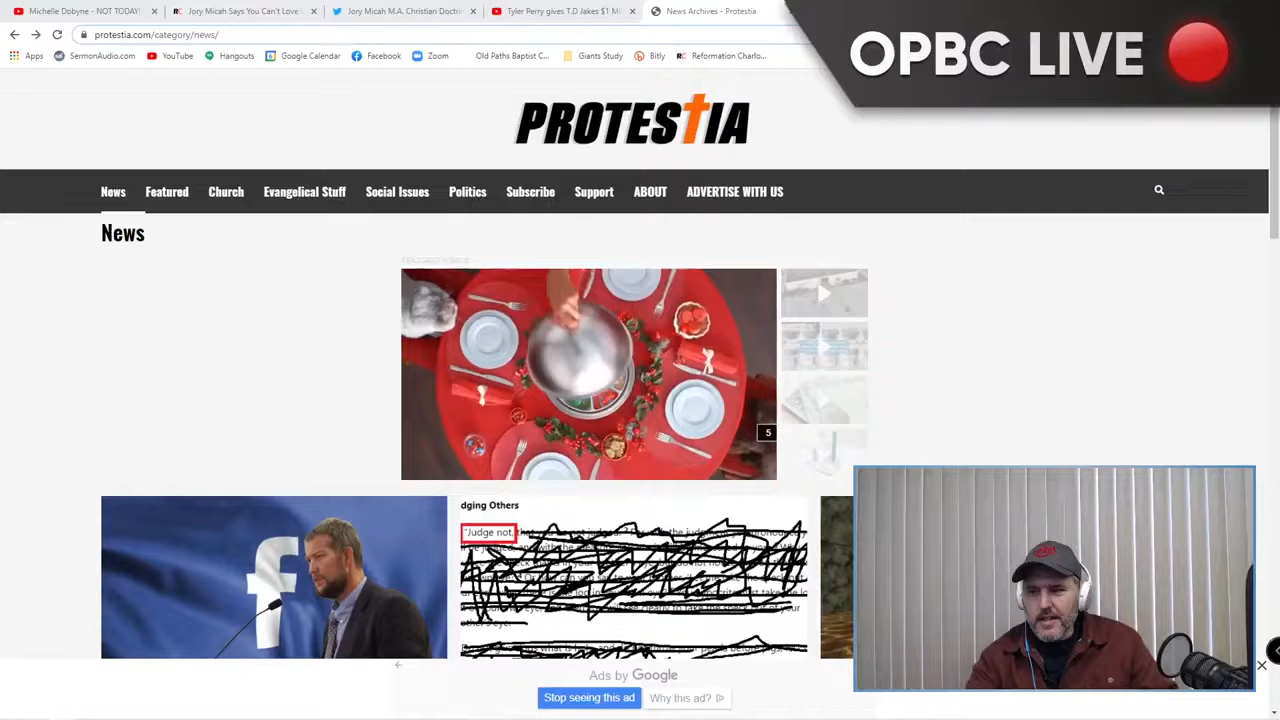 Michelle Dobyne - NOT TODAY!
Jory Micah Says You Can't Love
Jory Micah M.A. Christian Doctri
Tyler Perry gives T.D Jakes $1 Mi
News Archives - Protestia
protestia.com/category/news/
Apps
SermonAudio.com
YouTube
Hangouts
Google Calendar
Facebook
Zoom
Old Paths Baptist C...
Giants Study
Bitly
Reformation Charlo...
OPBC LIVE
PROTESTIA
News
Featured
Church
Evangelical Stuff
Social Issues
Politics
Subscribe
Support
ABOUT
ADVERTISE WITH US
News
5
dging Others
"Judge not,
Ads by Google
Stop seeing this ad
Why this ad?